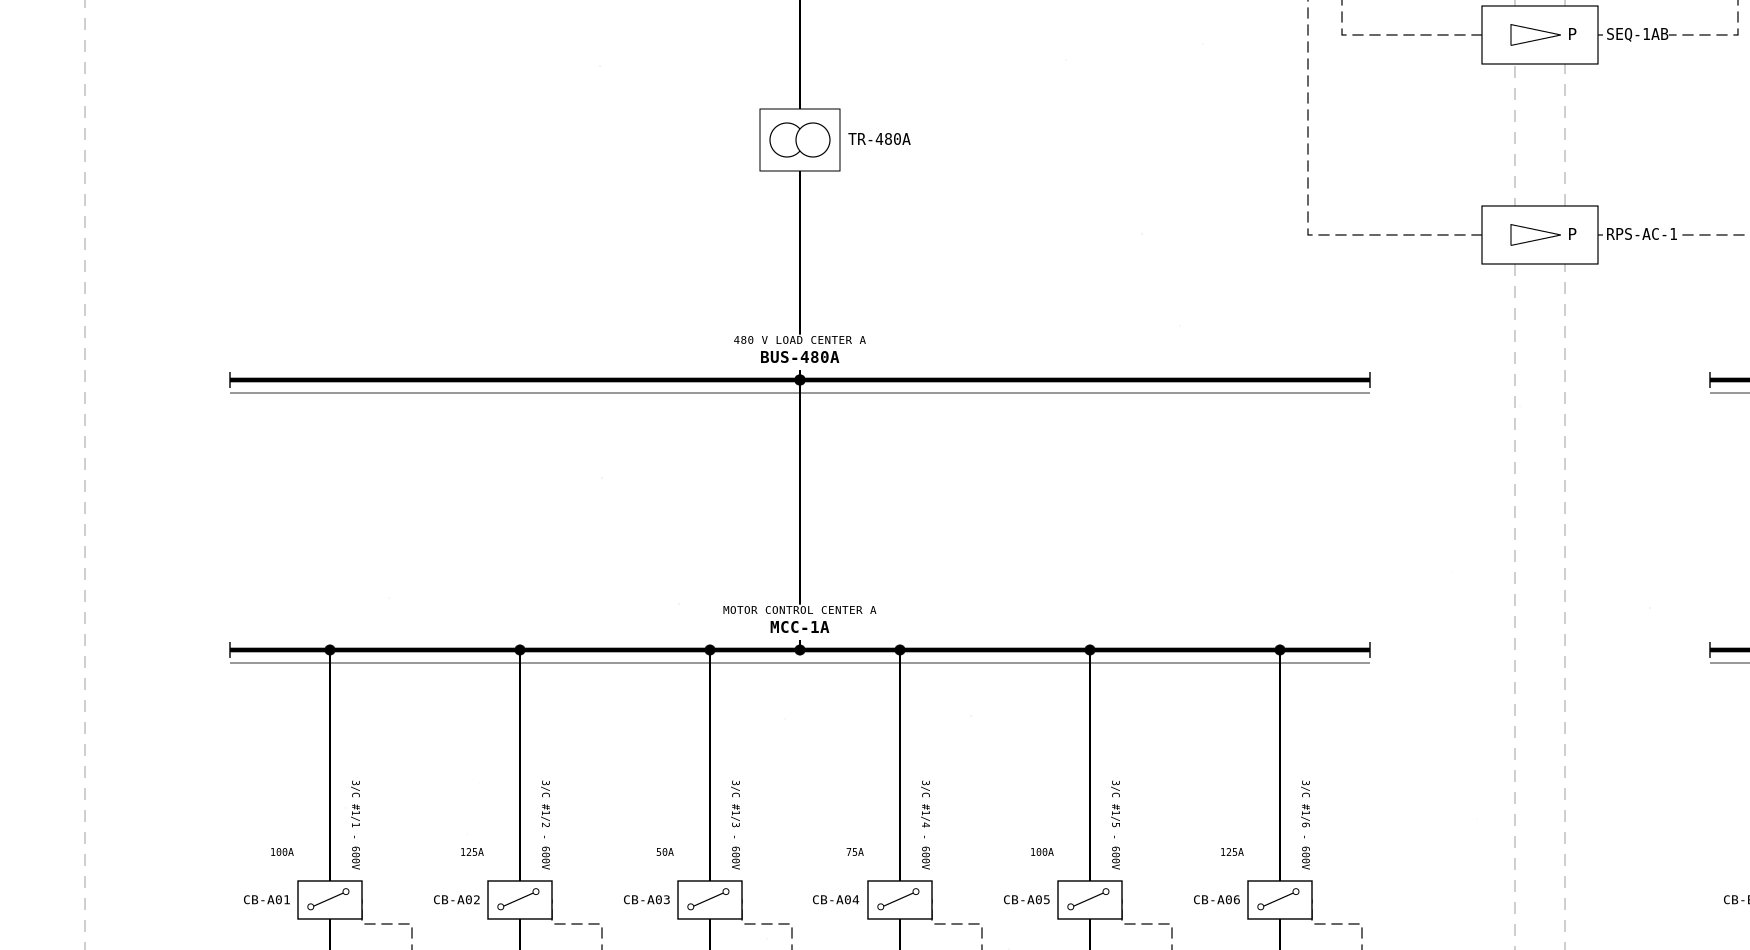 P SEQ-1AB
TR-480A
P RPS-AC-1
480 V LOAD CENTER A
BUS-480A
MOTOR CONTROL CENTER A
MCC-1A
3/C #1/1 - 600V
3/C #1/2 - 600V
3/C #1/3 - 600V
3/C #1/4 - 600V
3/C #1/5 - 600V
3/C #1/6 - 600V
100A
125A
50A
75A
100A
125A
CB-A01
CB-A02
CB-A03
CB-A04
CB-A05
CB-A06